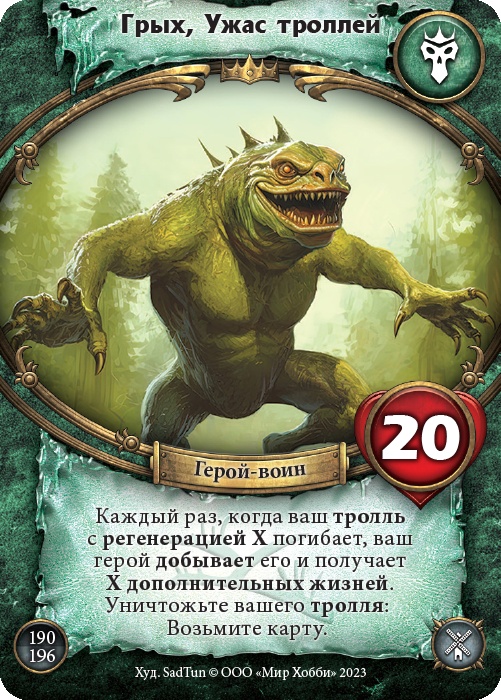 Грых, Ужас троллей
20
Герой-воин
Каждый раз, когда ваш тролль
с регенерацией X погибает, ваш
герой добывает его и получает
X дополнительных жизней.
Уничтожьте вашего тролля:
Возьмите карту.
190
196
Худ. SadTun © ООО «Мир Хобби» 2023